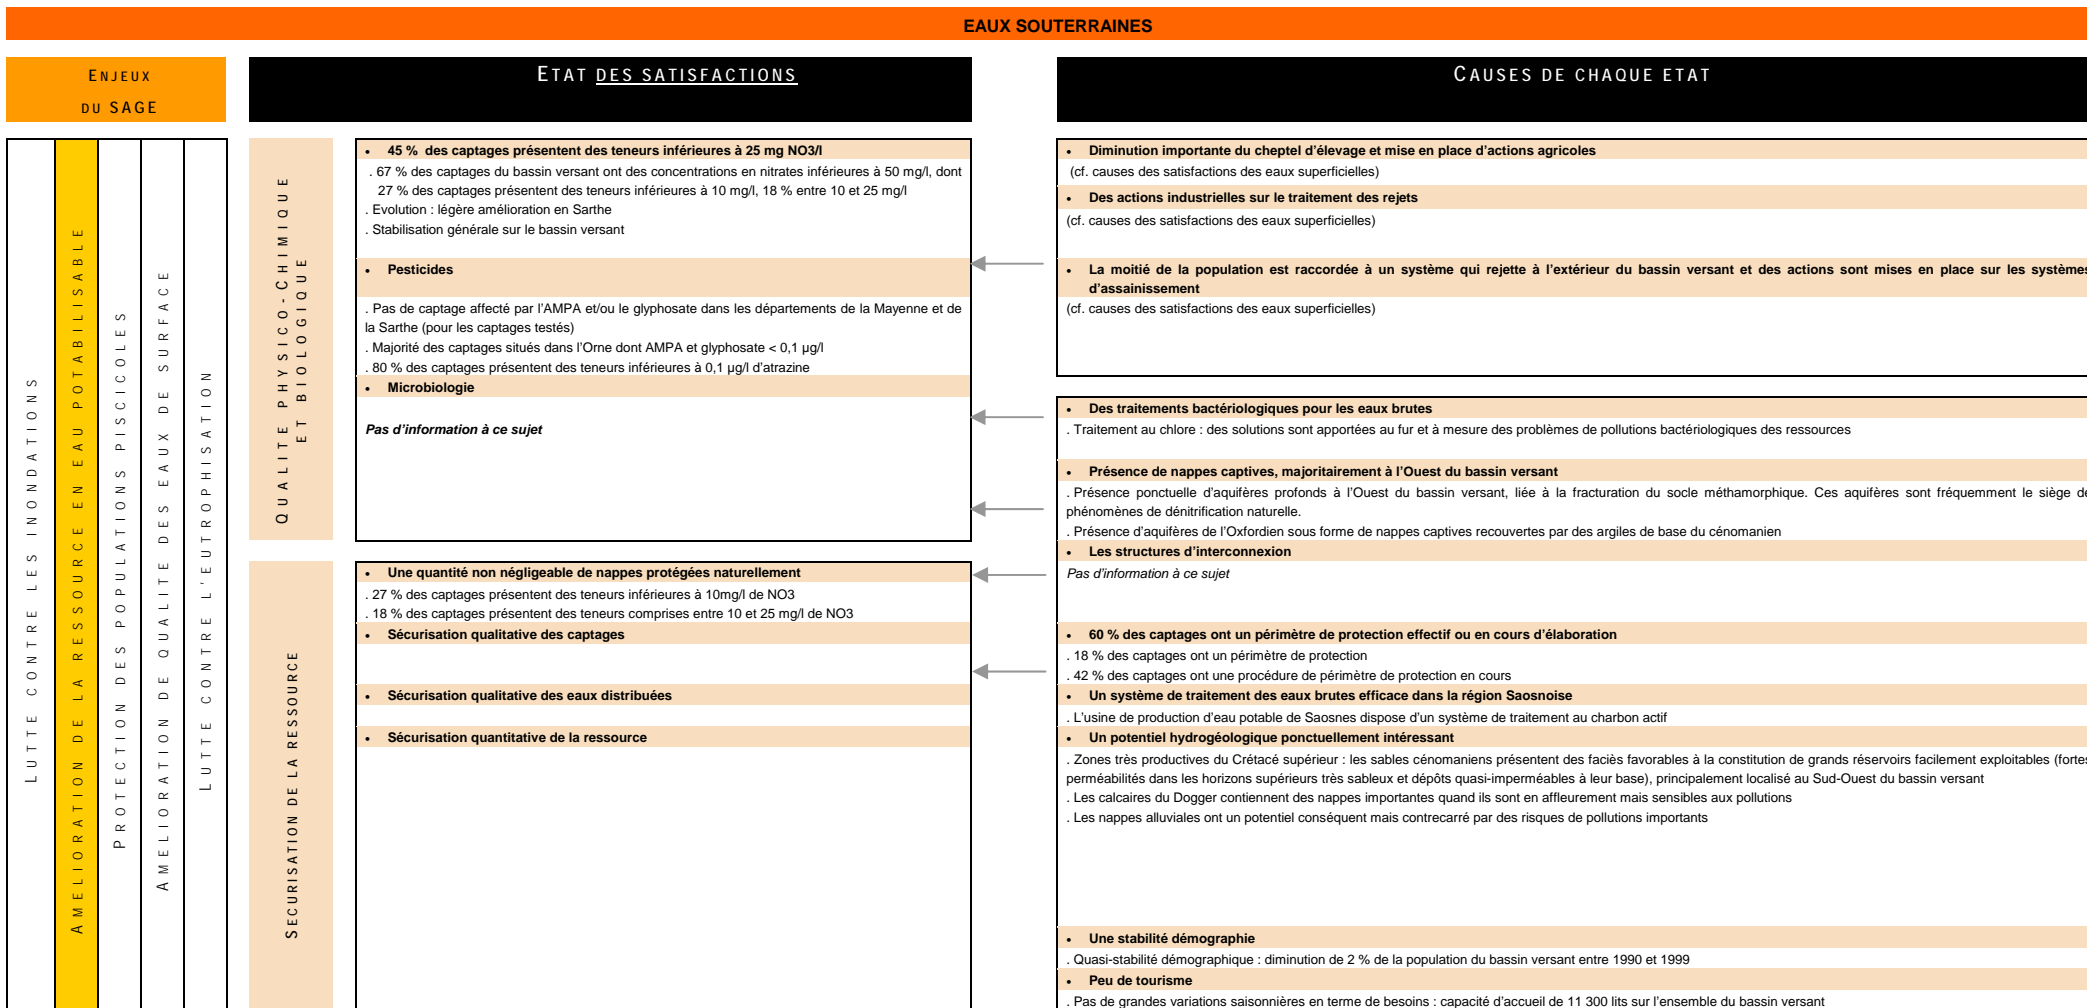 EAUX SOUTERRAINES
ENJEUX
DU SAGE
ETAT DES SATISFACTIONS
CAUSES DE CHAQUE ETAT
LUTTE CONTRE LES INONDATIONS
AMELIORATION DE LA RESSOURCE EN EAU POTABILISABLE
PROTECTION DES POPULATIONS PISCICOLES
AMELIORATION DE QUALITE DES EAUX DE SURFACE
LUTTE CONTRE L'EUTROPHISATION
QUALITE PHYSICO-CHIMIQUE
ET BIOLOGIQUE
• 45 % des captages présentent des teneurs inférieures à 25 mg NO3/l
. 67 % des captages du bassin versant ont des concentrations en nitrates inférieures à 50 mg/l, dont
27 % des captages présentent des teneurs inférieures à 10 mg/l, 18 % entre 10 et 25 mg/l
. Evolution : légère amélioration en Sarthe
. Stabilisation générale sur le bassin versant
• Pesticides
. Pas de captage affecté par l'AMPA et/ou le glyphosate dans les départements de la Mayenne et de
la Sarthe (pour les captages testés)
. Majorité des captages situés dans l'Orne dont AMPA et glyphosate < 0,1 µg/l
. 80 % des captages présentent des teneurs inférieures à 0,1 µg/l d'atrazine
• Microbiologie
Pas d'information à ce sujet
SECURISATION DE LA RESSOURCE
• Une quantité non négligeable de nappes protégées naturellement
. 27 % des captages présentent des teneurs inférieures à 10mg/l de NO3
. 18 % des captages présentent des teneurs comprises entre 10 et 25 mg/l de NO3
• Sécurisation qualitative des captages
• Sécurisation qualitative des eaux distribuées
• Sécurisation quantitative de la ressource
• Diminution importante du cheptel d'élevage et mise en place d'actions agricoles
(cf. causes des satisfactions des eaux superficielles)
• Des actions industrielles sur le traitement des rejets
(cf. causes des satisfactions des eaux superficielles)
• La moitié de la population est raccordée à un système qui rejette à l'extérieur du bassin versant et des actions sont mises en place sur les systèmes
d'assainissement
(cf. causes des satisfactions des eaux superficielles)
• Des traitements bactériologiques pour les eaux brutes
. Traitement au chlore : des solutions sont apportées au fur et à mesure des problèmes de pollutions bactériologiques des ressources
• Présence de nappes captives, majoritairement à l'Ouest du bassin versant
. Présence ponctuelle d'aquifères profonds à l'Ouest du bassin versant, liée à la fracturation du socle méthamorphique. Ces aquifères sont fréquemment le siège de
phénomènes de dénitrification naturelle.
. Présence d'aquifères de l'Oxfordien sous forme de nappes captives recouvertes par des argiles de base du cénomanien
• Les structures d'interconnexion
Pas d'information à ce sujet
• 60 % des captages ont un périmètre de protection effectif ou en cours d'élaboration
. 18 % des captages ont un périmètre de protection
. 42 % des captages ont une procédure de périmètre de protection en cours
• Un système de traitement des eaux brutes efficace dans la région Saosnoise
. L'usine de production d'eau potable de Saosnes dispose d'un système de traitement au charbon actif
• Un potentiel hydrogéologique ponctuellement intéressant
. Zones très productives du Crétacé supérieur : les sables cénomaniens présentent des faciès favorables à la constitution de grands réservoirs facilement exploitables (fortes
perméabilités dans les horizons supérieurs très sableux et dépôts quasi-imperméables à leur base), principalement localisé au Sud-Ouest du bassin versant
. Les calcaires du Dogger contiennent des nappes importantes quand ils sont en affleurement mais sensibles aux pollutions
. Les nappes alluviales ont un potentiel conséquent mais contrecarré par des risques de pollutions importants
• Une stabilité démographie
. Quasi-stabilité démographique : diminution de 2 % de la population du bassin versant entre 1990 et 1999
• Peu de tourisme
. Pas de grandes variations saisonnières en terme de besoins : capacité d'accueil de 11 300 lits sur l'ensemble du bassin versant